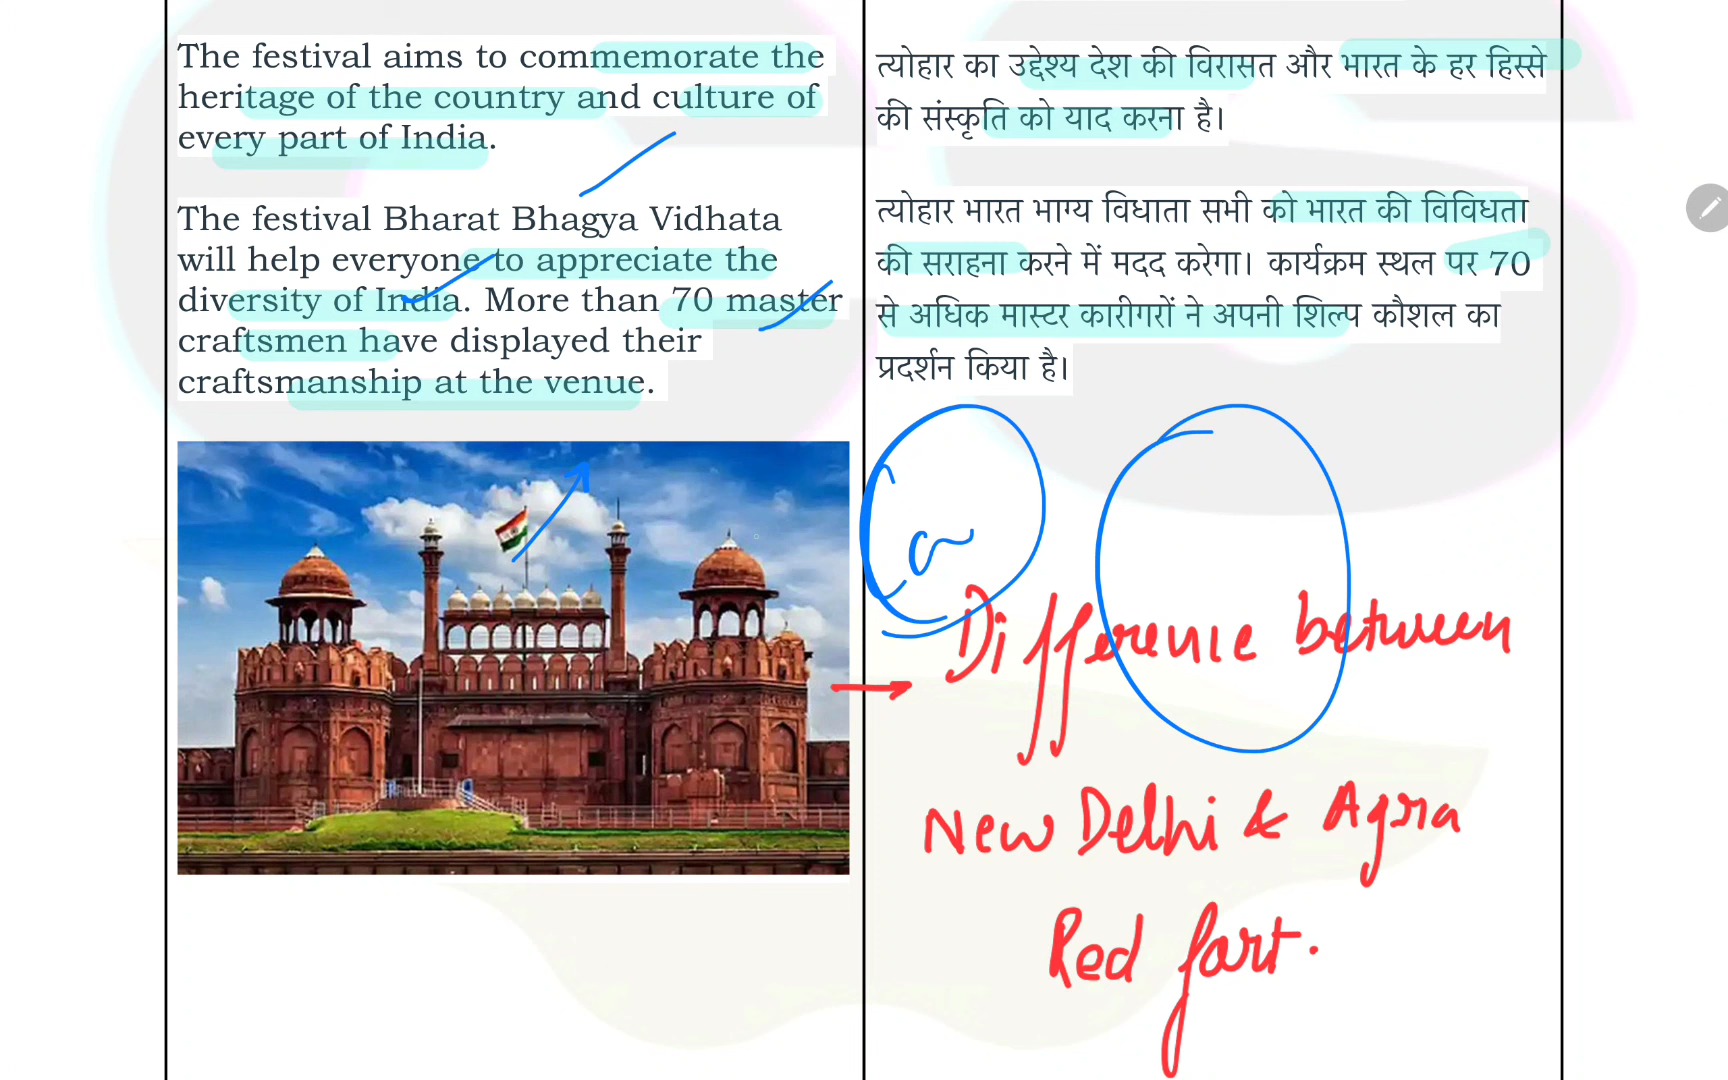 The festival aims to commemorate the
heritage of the country and culture of
every part of India.
The festival Bharat Bhagya Vidhata
will help everyone to appreciate the
diversity of India. More than 70 master
craftsmen have displayed their
craftsmanship at the venue.
त्योहार का उद्देश्य देश की विरासत और भारत के हर हिस्से
की संस्कृति को याद करना है।
त्योहार भारत भाग्य विधाता सभी को भारत की विविधता
की सराहना करने में मदद करेगा। कार्यक्रम स्थल पर 70
से अधिक मास्टर कारीगरों ने अपनी शिल्प कौशल का
प्रदर्शन किया है।
Difference between
New Delhi & Agra
Red fort.